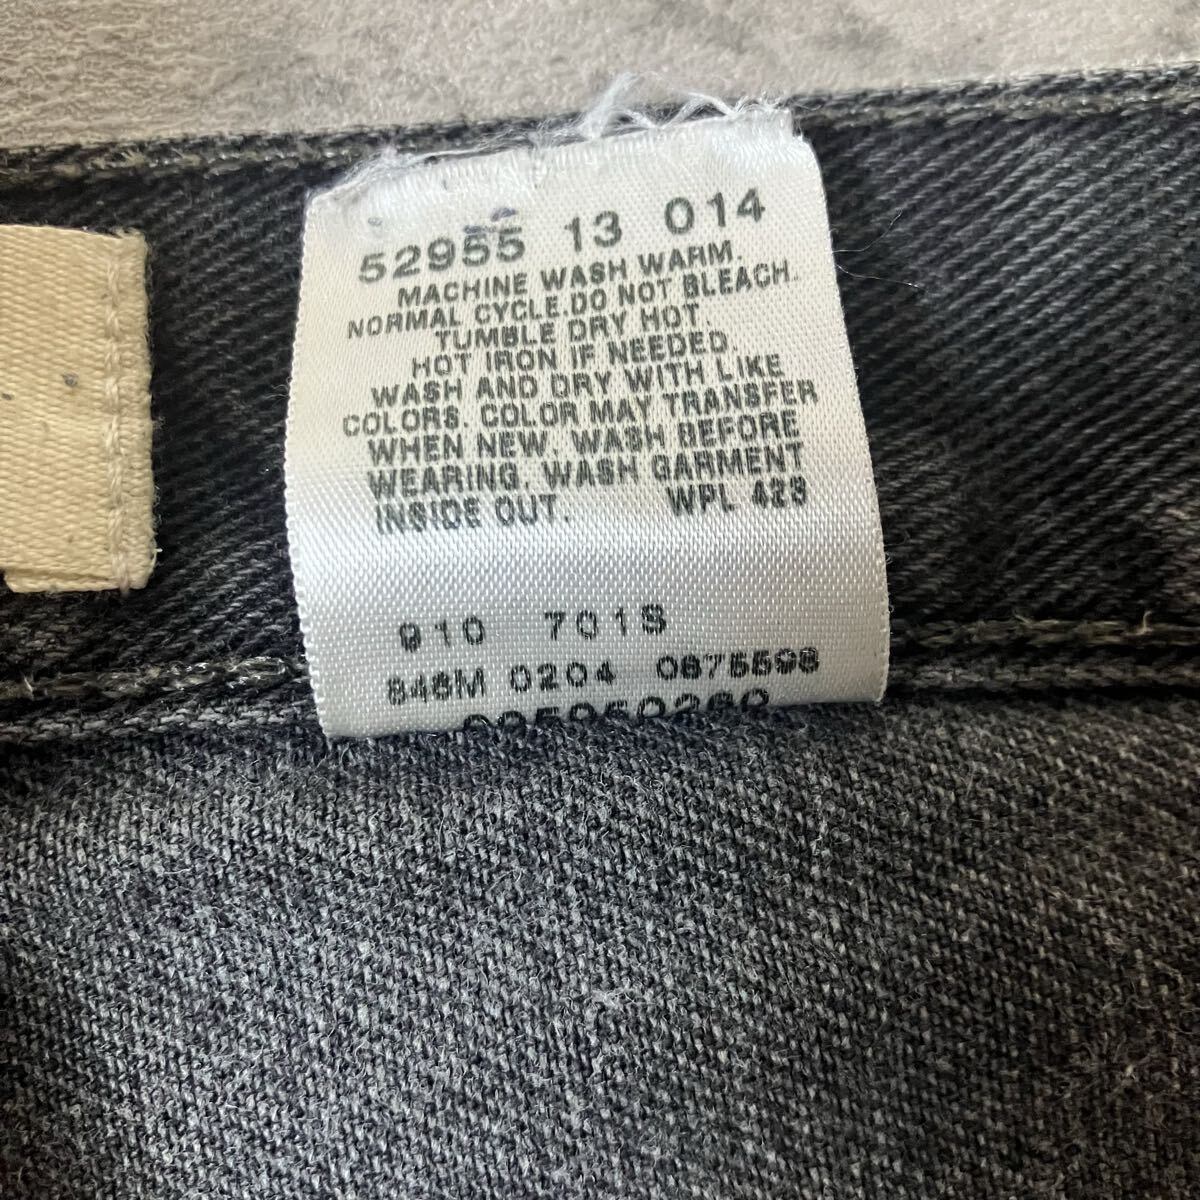 52955 13 014
MACHINE WASH WARM.
NORMAL CYCLE.DO NOT BLEACH.
TUMBLE DRY HOT.
HOT IRON IF NEEDED.
WASH AND DRY WITH LIKE
COLORS. COLOR MAY TRANSFER
WHEN NEW. WASH BEFORE
WEARING. WASH GARMENT
INSIDE OUT. WPL 423
910 701S
846M 0204 0675598